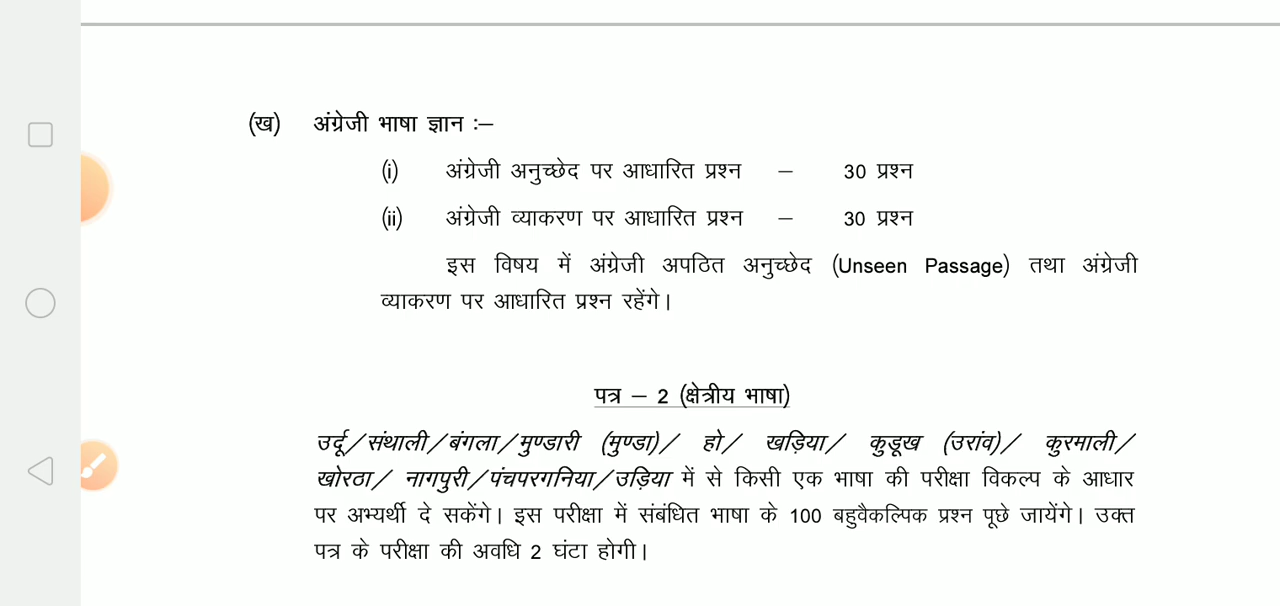 (ख) अंग्रेजी भाषा ज्ञान :–
(i) अंग्रेजी अनुच्छेद पर आधारित प्रश्न – 30 प्रश्न
(ii) अंग्रेजी व्याकरण पर आधारित प्रश्न – 30 प्रश्न
इस विषय में अंग्रेजी अपठित अनुच्छेद (Unseen Passage) तथा अंग्रेजी
व्याकरण पर आधारित प्रश्न रहेंगे।
पत्र – 2 (क्षेत्रीय भाषा)
उर्दू/संथाली/बंगला/मुण्डारी (मुण्डा)/ हो/ खड़िया/ कुडूख (उरांव)/ कुरमाली/
खोरठा/ नागपुरी/पंचपरगनिया/उड़िया में से किसी एक भाषा की परीक्षा विकल्प के आधार
पर अभ्यर्थी दे सकेंगे। इस परीक्षा में संबंधित भाषा के 100 बहुवैकल्पिक प्रश्न पूछे जायेंगे। उक्त
पत्र के परीक्षा की अवधि 2 घंटा होगी।